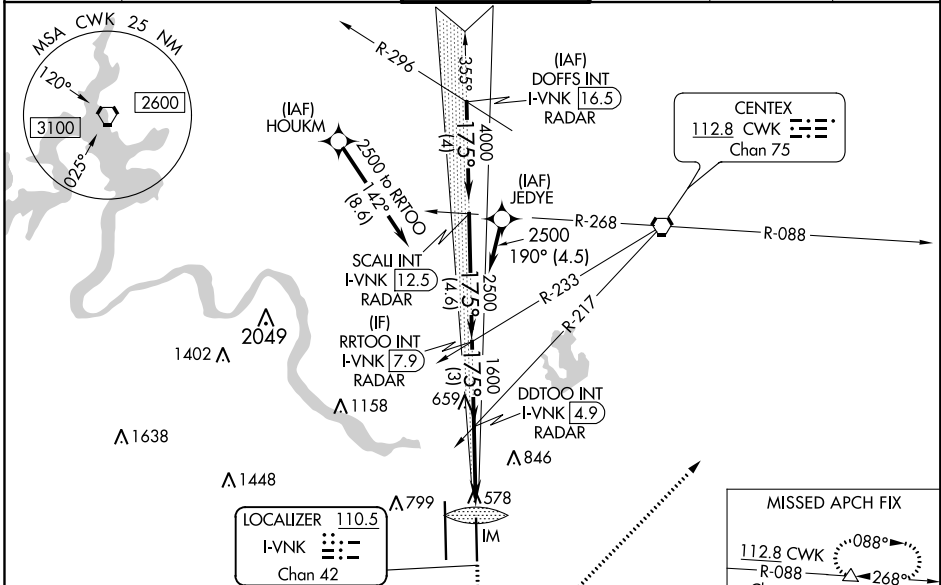 MSA CWK 25 NM
120°
2600
3100
025°
R-296
355°
(IAF)
DOFFS INT
I-VNK 16.5
RADAR
CENTEX
112.8 CWK
Chan 75
(IAF)
HOUKM
2500 to RRTOO
142°
(8.6)
4000
175°
(4)
(IAF)
JEDYE
R-268
R-088
2500
190° (4.5)
SCALI INT
I-VNK 12.5
RADAR
2500
175°
(4.6)
R-233
R-217
(IF)
RRTOO INT
I-VNK 7.9
RADAR
2049
1402
1600
175°
(3)
DDTOO INT
I-VNK 4.9
RADAR
659
1158
1638
846
1448
799
578
IM
LOCALIZER 110.5
I-VNK
Chan 42
MISSED APCH FIX
112.8 CWK
088°
R-088
268°